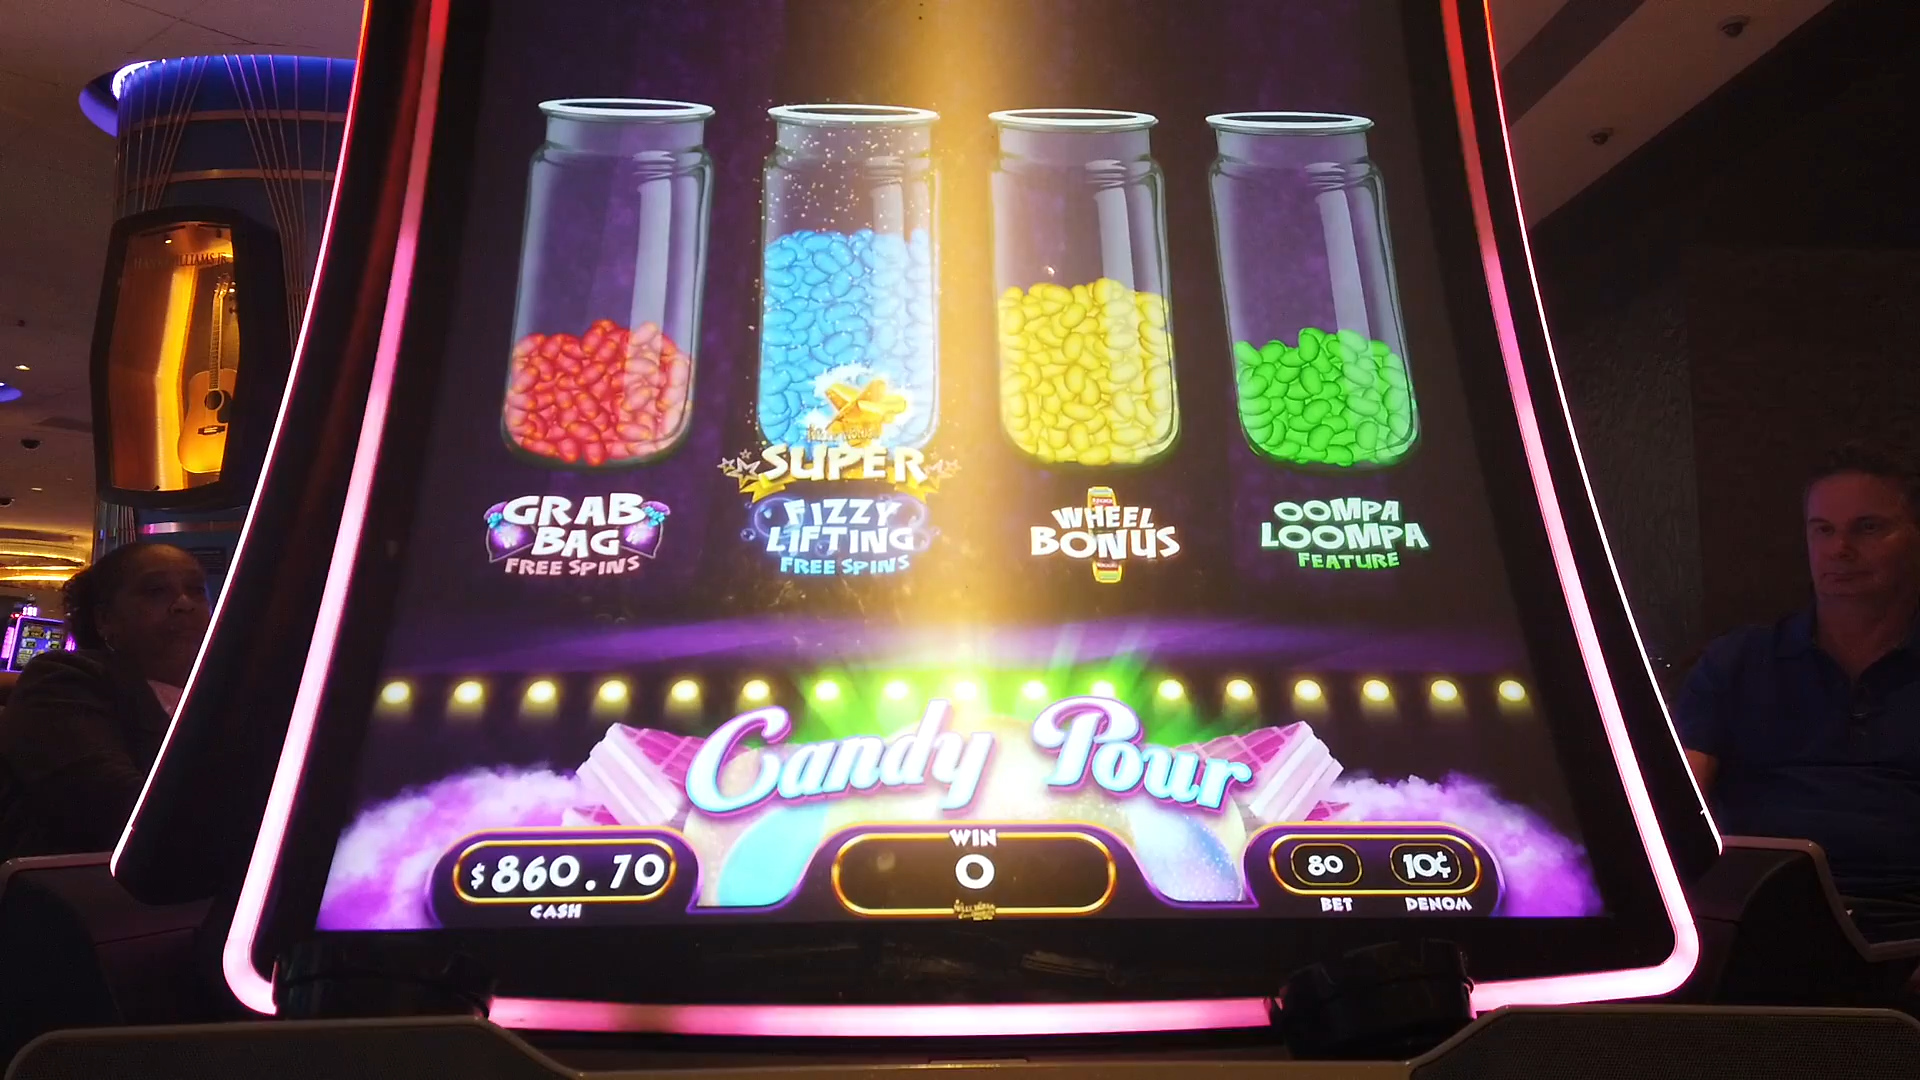 GRAB
BAG
FREE SPINS
SUPER
FIZZY
LIFTING
FREE SPINS
WHEEL
BONUS
OOMPA
LOOMPA
FEATURE
Candy Pour
$860.70
CASH
WIN
0
80
10¢
BET
DENOM